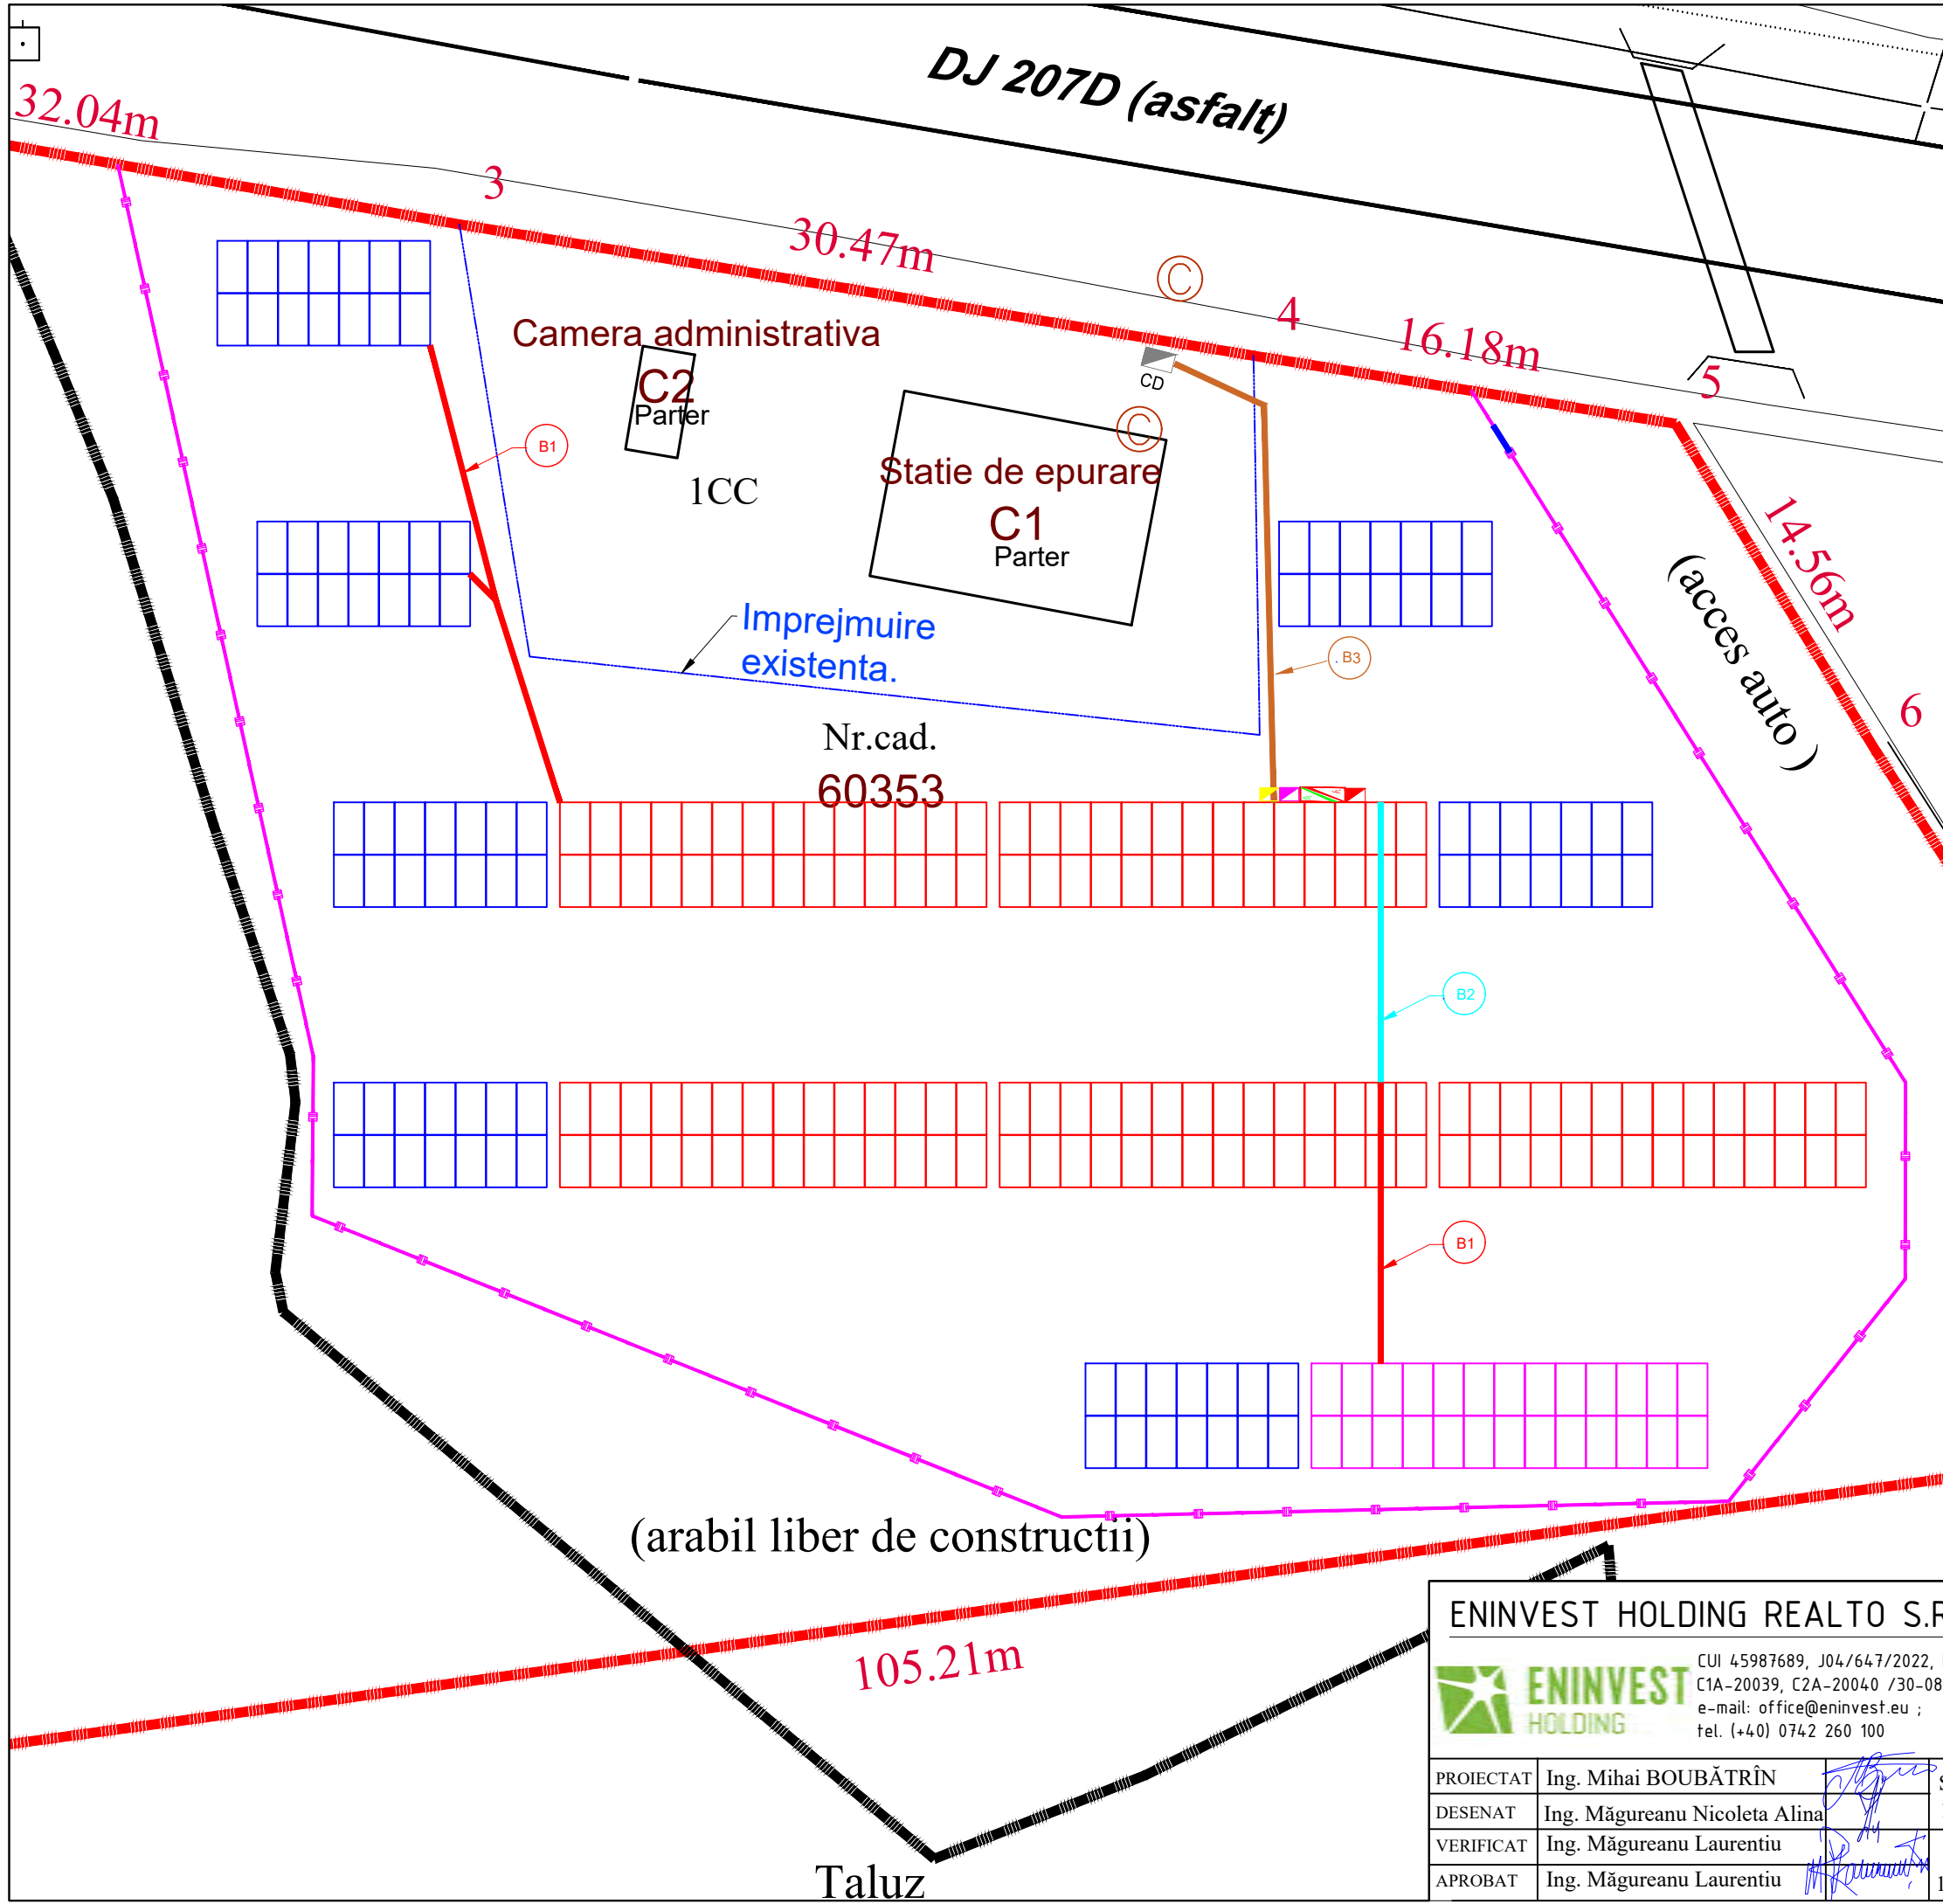 DJ 207D (asfalt)
32.04m
3
30.47m
C
4
16.18m
5
Camera administrativa
C2
Parter
CD
C
B1
1CC
Statie de epurare
C1
Parter
14.56m
(acces auto )
Imprejmuire
existenta.
B3
6
Nr.cad.
60353
B2
B1
(arabil liber de constructii)
105.21m
Taluz
ENINVEST HOLDING REALTO S.R
ENINVEST
HOLDING
CUI 45987689, J04/647/2022,
C1A-20039, C2A-20040 /30-08
e-mail: office@eninvest.eu ;
tel. (+40) 0742 260 100
PROIECTAT Ing. Mihai BOUBĂTRÎN
DESENAT Ing. Măgureanu Nicoleta Alina
VERIFICAT Ing. Măgureanu Laurentiu
APROBAT Ing. Măgureanu Laurentiu